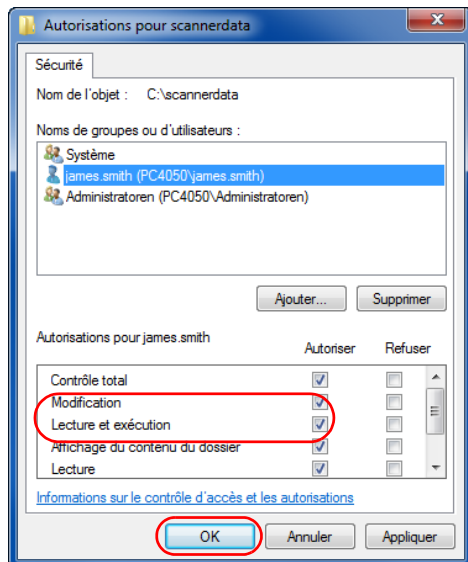 Autorisations pour scannerdata
Sécurité
Nom de l'objet : C:\scannerdata
Noms de groupes ou d'utilisateurs :
Système
james.smith (PC4050\james.smith)
Administratoren (PC4050\Administratoren)
Ajouter... Supprimer
Autorisations pour james.smith Autoriser Refuser
Contrôle total
Modification
Lecture et exécution
Affichage du contenu du dossier
Lecture
Informations sur le contrôle d'accès et les autorisations
OK Annuler Appliquer